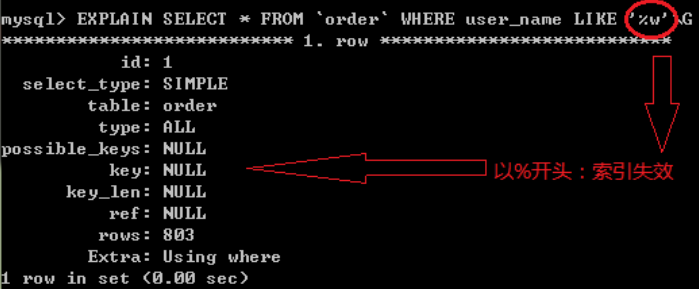 mysql> EXPLAIN SELECT * FROM `order` WHERE user_name LIKE '%w'\G
*************************** 1. row ***************************
id: 1
select_type: SIMPLE
table: order
type: ALL
possible_keys: NULL
key: NULL
以%开头：索引失效
key_len: NULL
ref: NULL
rows: 803
Extra: Using where
1 row in set (0.00 sec)